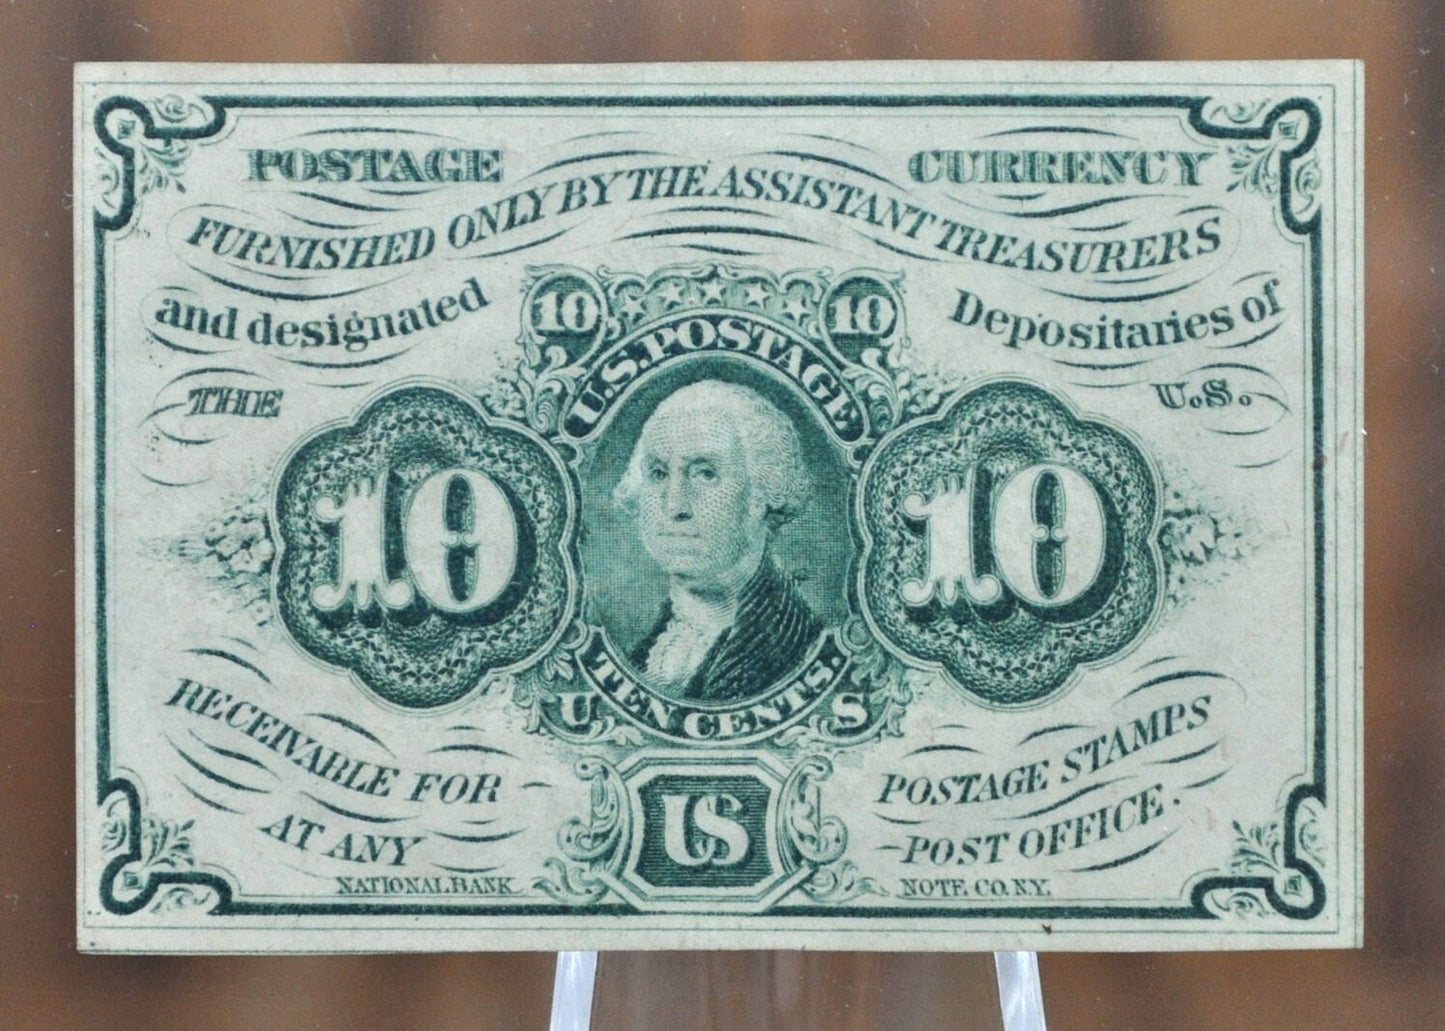 POSTAGE CURRENCY
FURNISHED ONLY BY THE ASSISTANT TREASURERS
and designated Depositaries of
THE U.S.
10 10
U.S. POSTAGE
10 10
TEN CENTS.
U S
RECEIVABLE FOR POSTAGE STAMPS
AT ANY POST OFFICE.
US
NATIONAL BANK NOTE CO. N.Y.